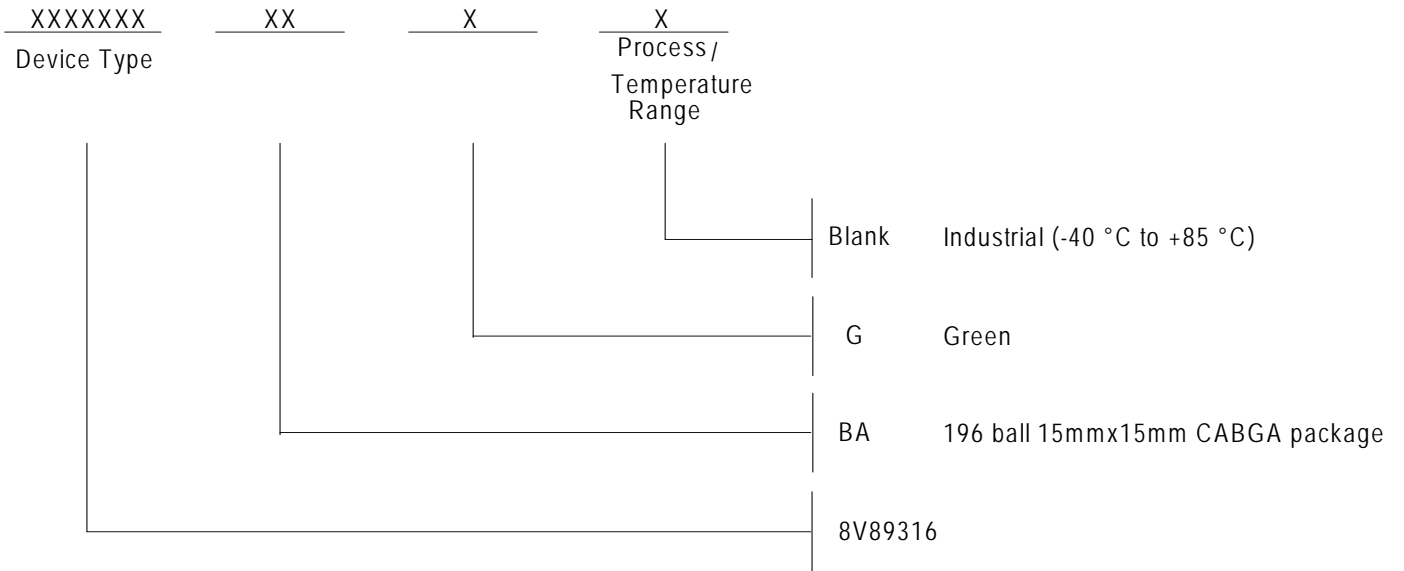 XXXXXXX XX X X
Device Type
Process/
Temperature
Range
Blank Industrial (-40 °C to +85 °C)
G Green
BA 196 ball 15mmx15mm CABGA package
8V89316